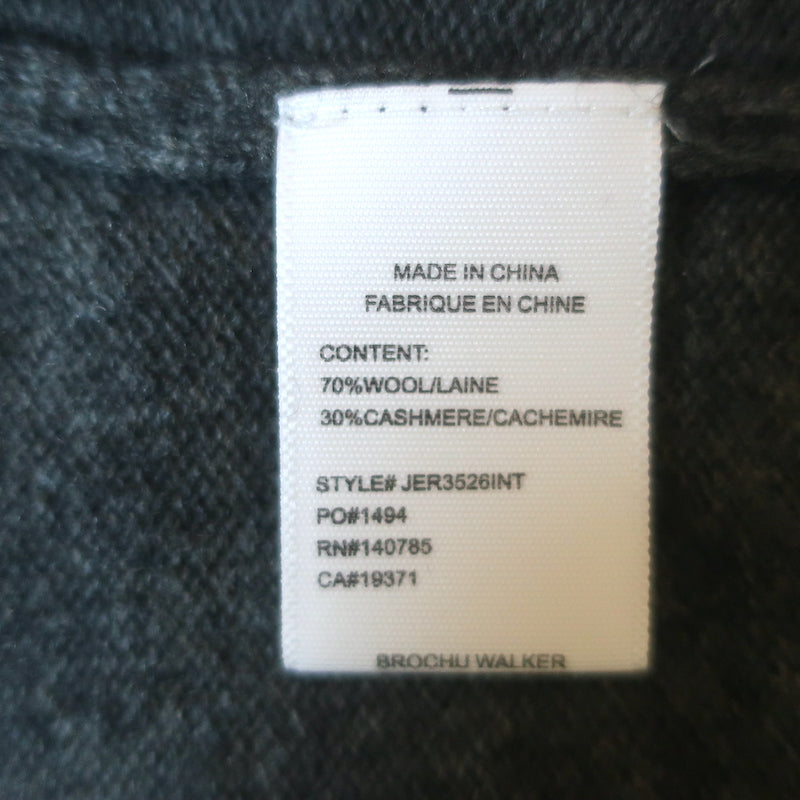 MADE IN CHINA
FABRIQUE EN CHINE
CONTENT:
70%WOOL/LAINE
30%CASHMERE/CACHEMIRE
STYLE# JER3526INT
PO#1494
RN#140785
CA#19371
BROCHU WALKER